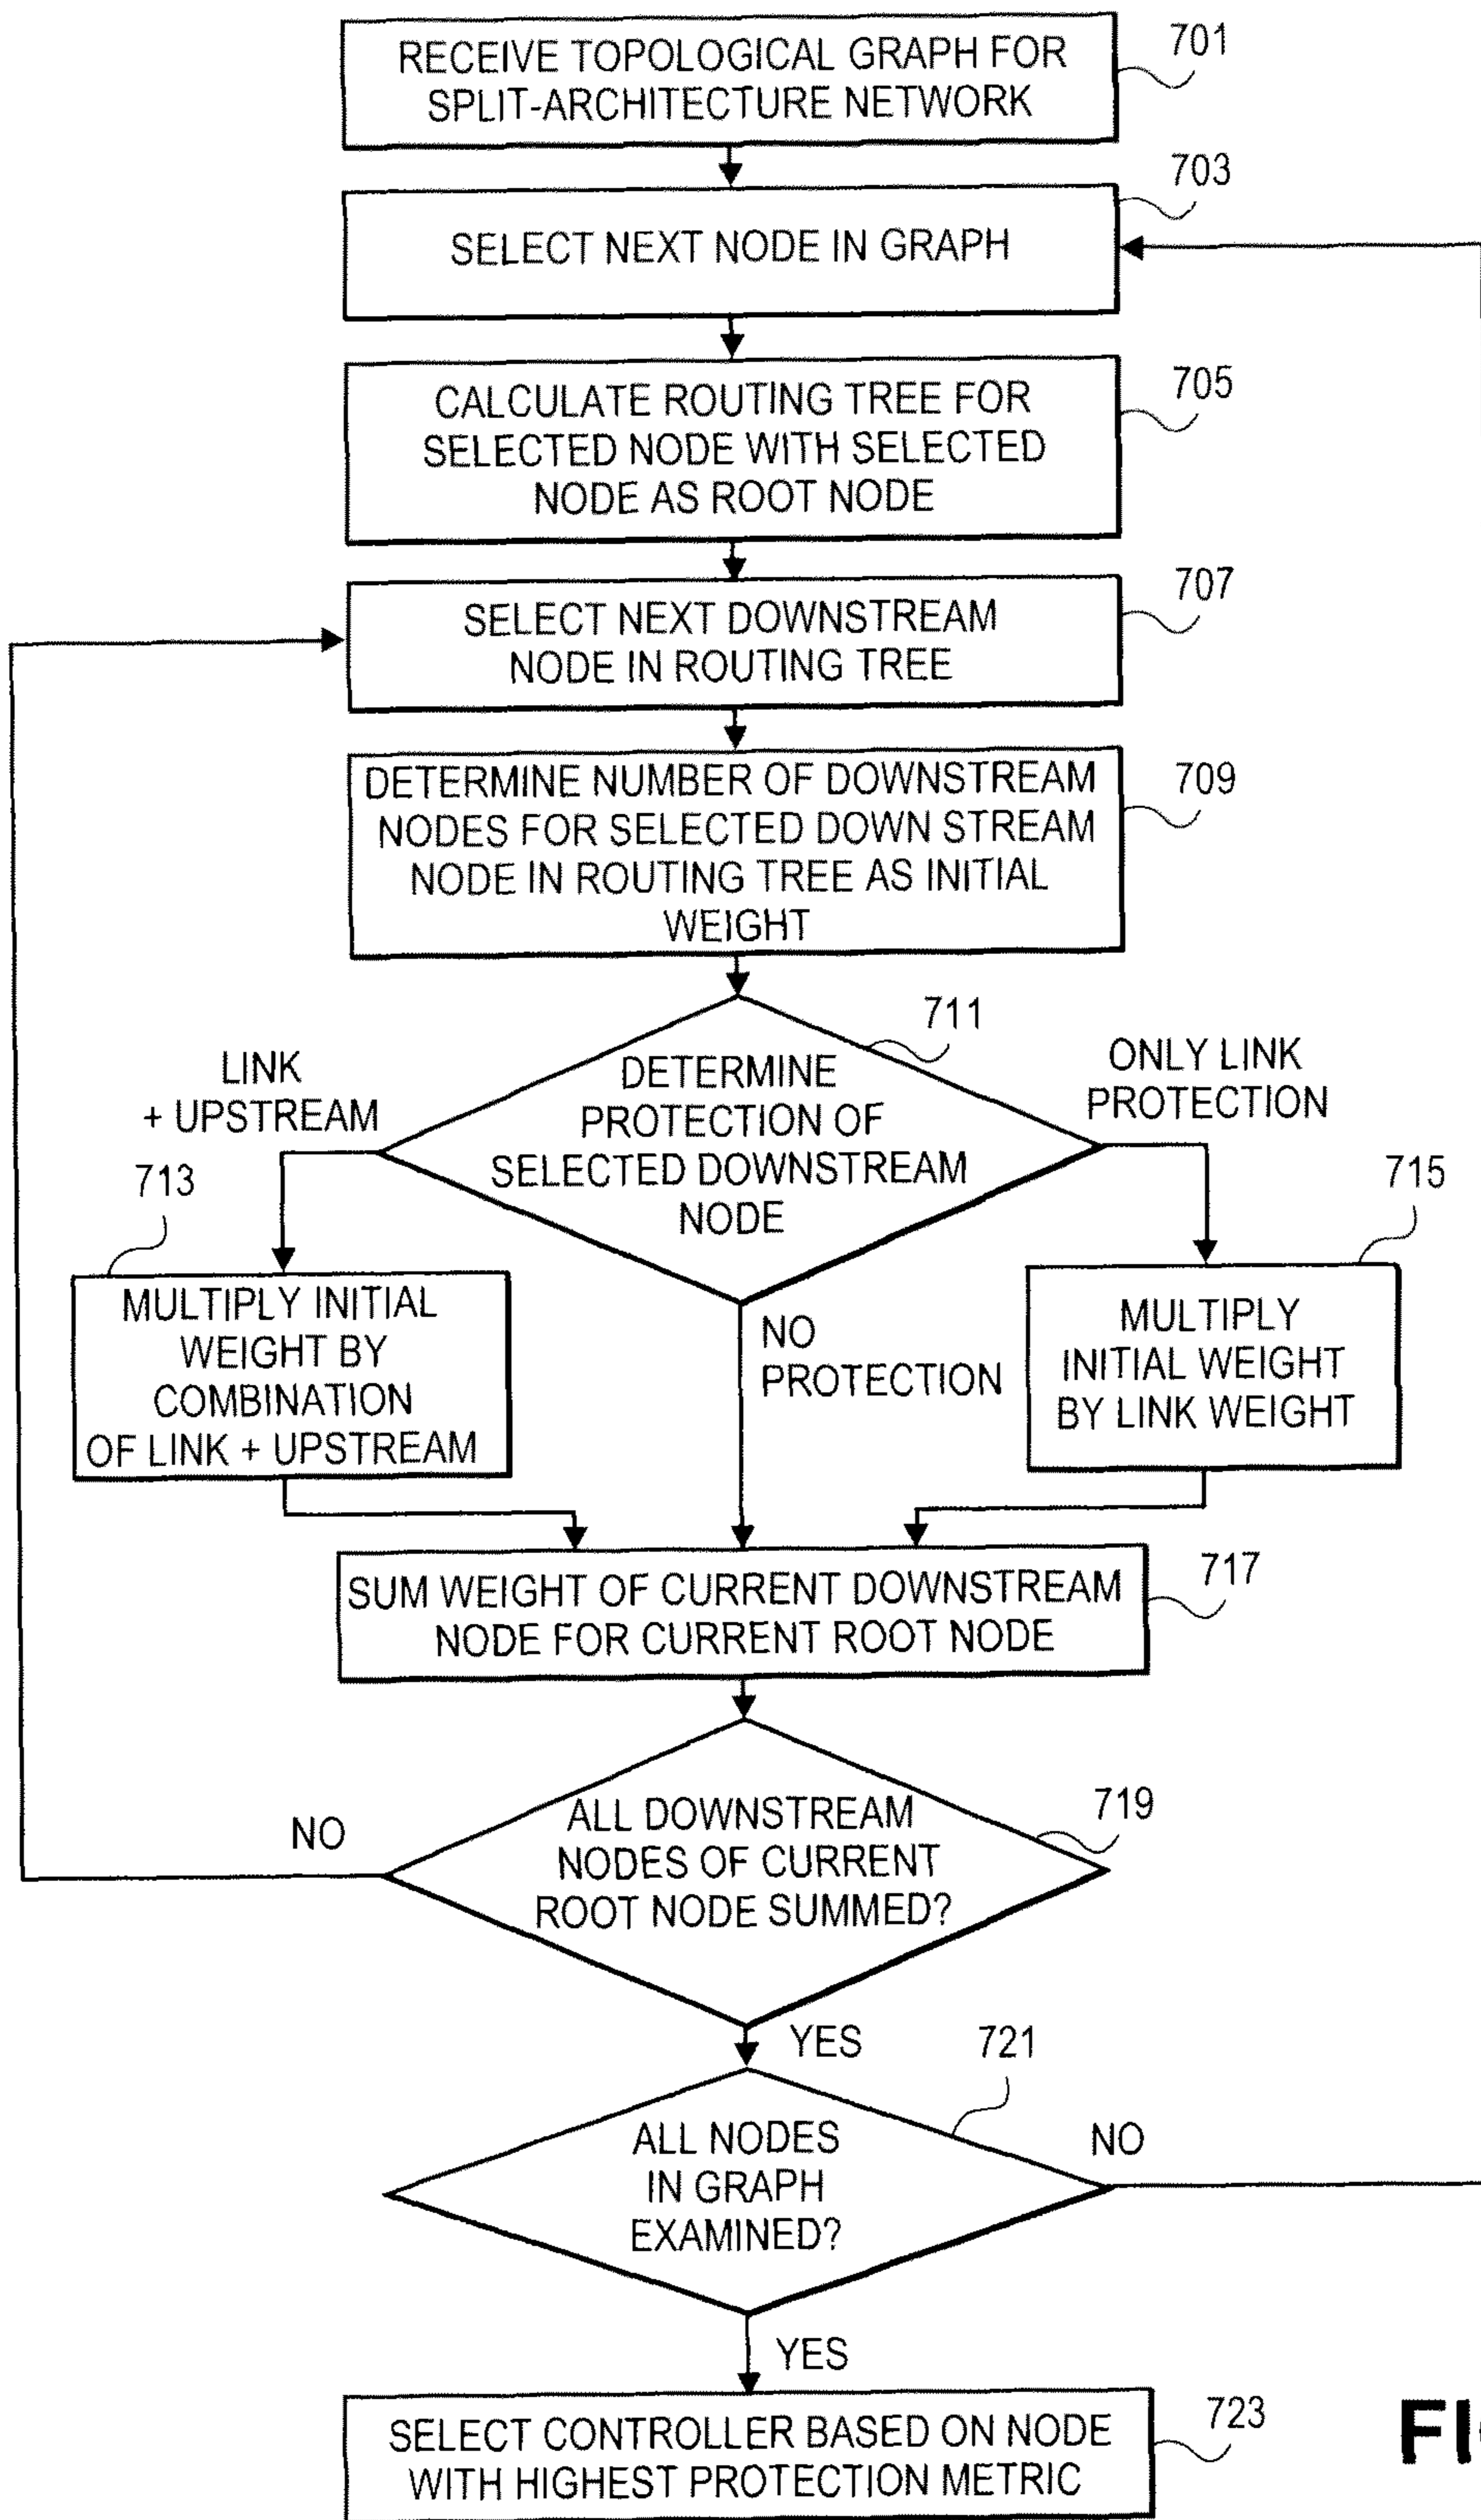 RECEIVE TOPOLOGICAL GRAPH FOR
SPLIT-ARCHITECTURE NETWORK
701
703
SELECT NEXT NODE IN GRAPH
CALCULATE ROUTING TREE FOR
SELECTED NODE WITH SELECTED
NODE AS ROOT NODE
705
SELECT NEXT DOWNSTREAM
NODE IN ROUTING TREE
707
DETERMINE NUMBER OF DOWNSTREAM
NODES FOR SELECTED DOWN STREAM
NODE IN ROUTING TREE AS INITIAL
WEIGHT
709
711
DETERMINE
PROTECTION OF
SELECTED DOWNSTREAM
NODE
LINK
+ UPSTREAM
ONLY LINK
PROTECTION
713
715
MULTIPLY INITIAL
WEIGHT BY
COMBINATION
OF LINK + UPSTREAM
NO
PROTECTION
MULTIPLY
INITIAL WEIGHT
BY LINK WEIGHT
SUM WEIGHT OF CURRENT DOWNSTREAM
NODE FOR CURRENT ROOT NODE
717
NO
ALL DOWNSTREAM
NODES OF CURRENT
ROOT NODE SUMMED?
719
YES
721
ALL NODES
IN GRAPH
EXAMINED?
NO
YES
SELECT CONTROLLER BASED ON NODE
WITH HIGHEST PROTECTION METRIC
723